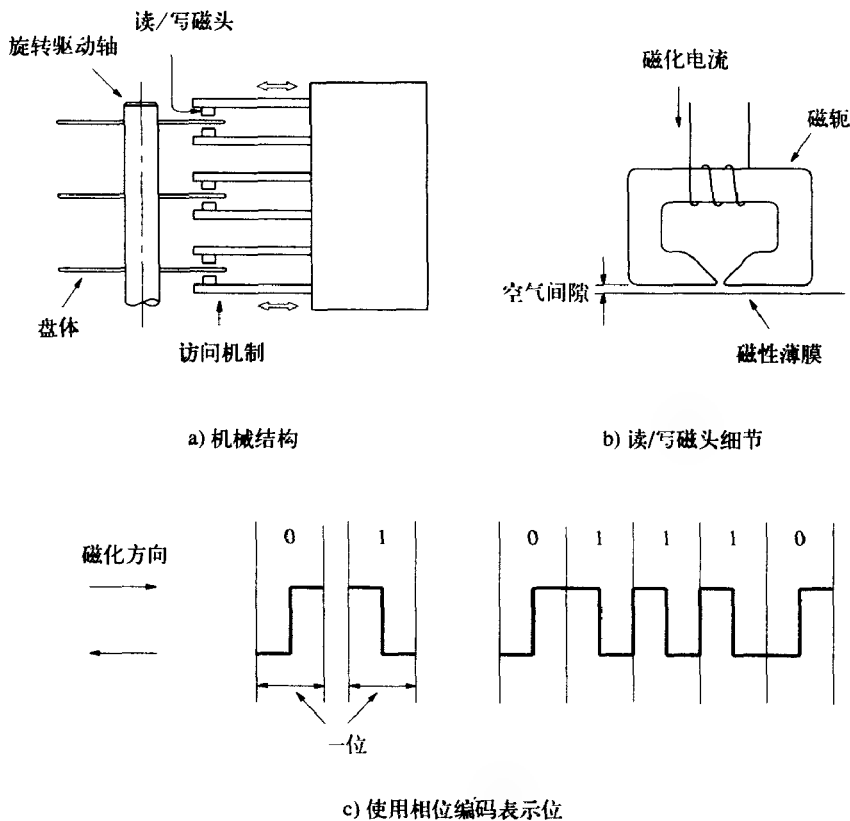 读/写磁头
旋转驱动轴
盘体
访问机制
a) 机械结构
磁化电流
磁轭
空气间隙
磁性薄膜
b) 读/写磁头细节
磁化方向
0 1
0 1 1 1 0
一位
c) 使用相位编码表示位